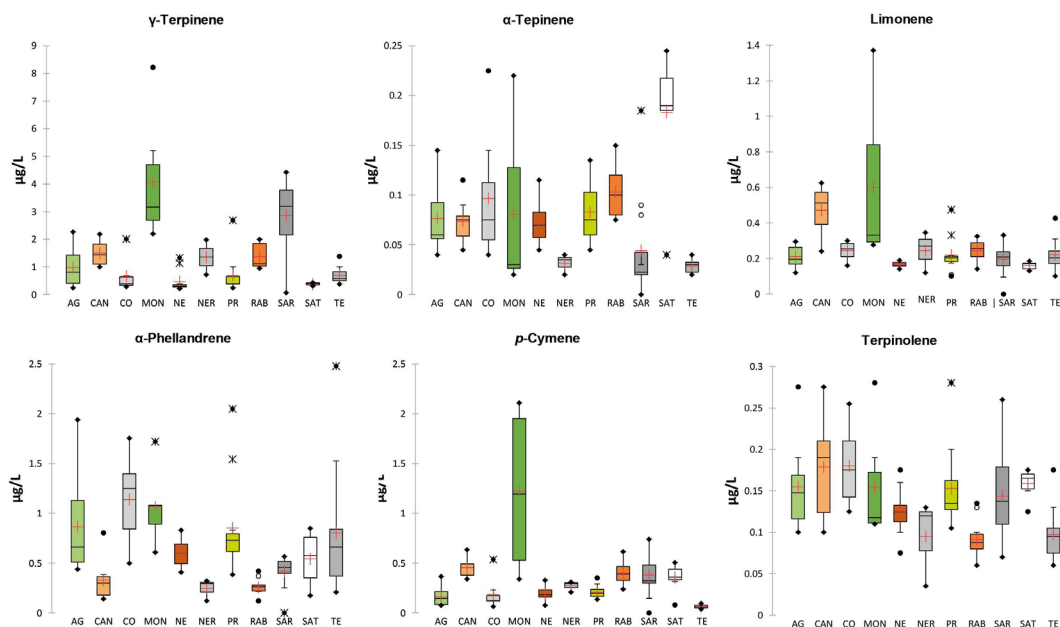 γ-Terpinene
α-Tepinene
Limonene
µg/L
9
8
7
6
5
4
3
2
1
0
AG CAN CO MON NE NER PR RAB SAR SAT TE
µg/L
0.25
0.2
0.15
0.1
0.05
0
AG CAN CO MON NE NER PR RAB SAR SAT TE
µg/L
1.4
1.2
1
0.8
0.6
0.4
0.2
0
AG CAN CO MON NE NER PR RAB | SAR SAT TE
α-Phellandrene
p-Cymene
Terpinolene
µg/L
2.5
2
1.5
1
0.5
0
AG CAN CO MON NE NER PR RAB SAR SAT TE
µg/L
2.5
2
1.5
1
0.5
0
AG CAN CO MON NE NER PR RAB SAR SAT TE
µg/L
0.3
0.25
0.2
0.15
0.1
0.05
0
AG CAN CO MON NE NER PR RAB SAR SAT TE